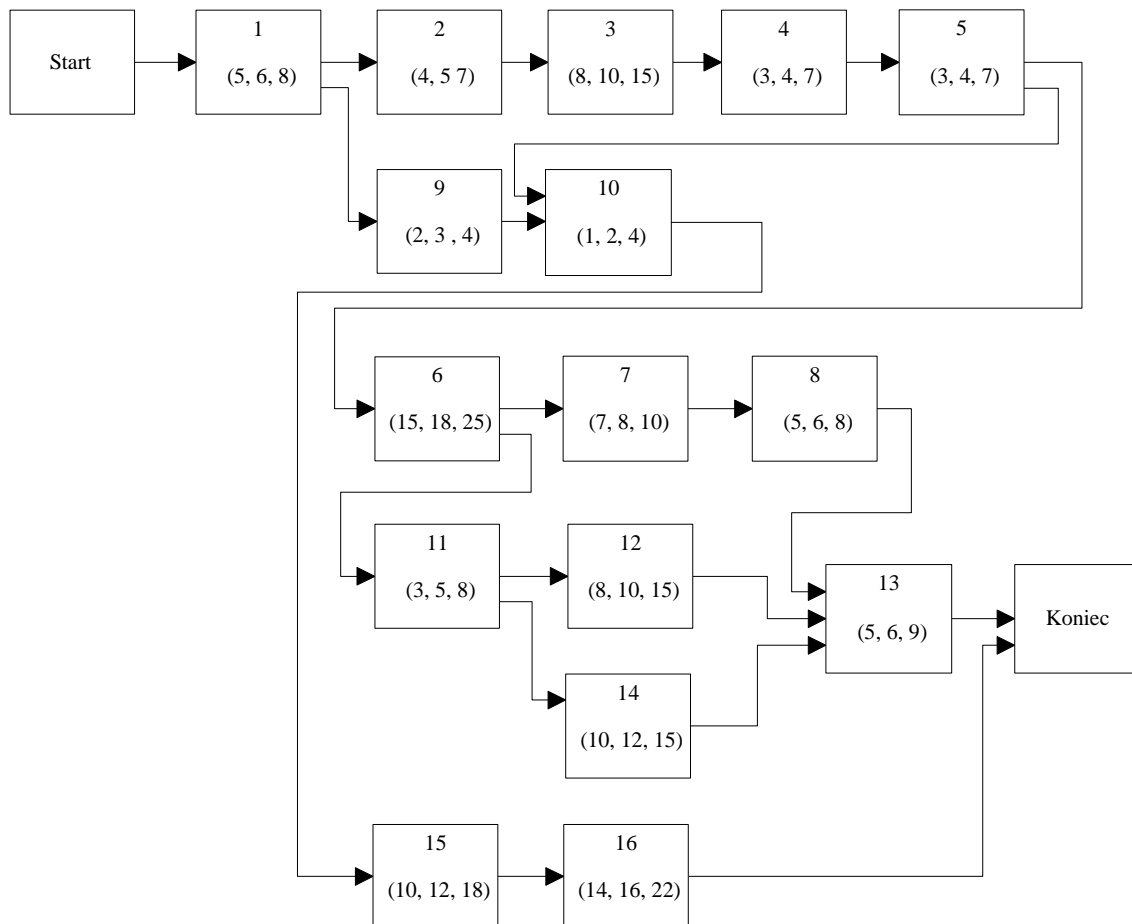 Start
1
(5, 6, 8)
2
(4, 5 7)
3
(8, 10, 15)
4
(3, 4, 7)
5
(3, 4, 7)
9
(2, 3 , 4)
10
(1, 2, 4)
6
(15, 18, 25)
7
(7, 8, 10)
8
(5, 6, 8)
11
(3, 5, 8)
12
(8, 10, 15)
13
(5, 6, 9)
Koniec
14
(10, 12, 15)
15
(10, 12, 18)
16
(14, 16, 22)